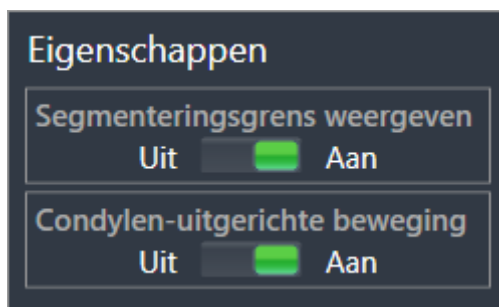 Eigenschappen
Segmenteringsgrens weergeven
Uit Aan
Condylen-uitgerichte beweging
Uit Aan